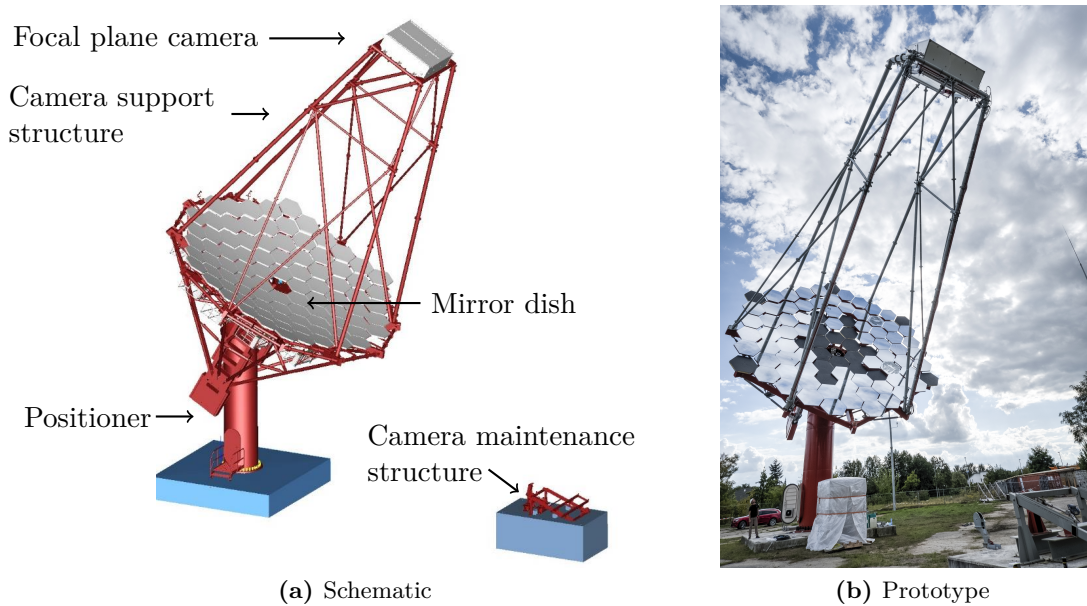 Focal plane camera
Camera support
structure
Mirror dish
Positioner
Camera maintenance
structure
(a) Schematic
(b) Prototype